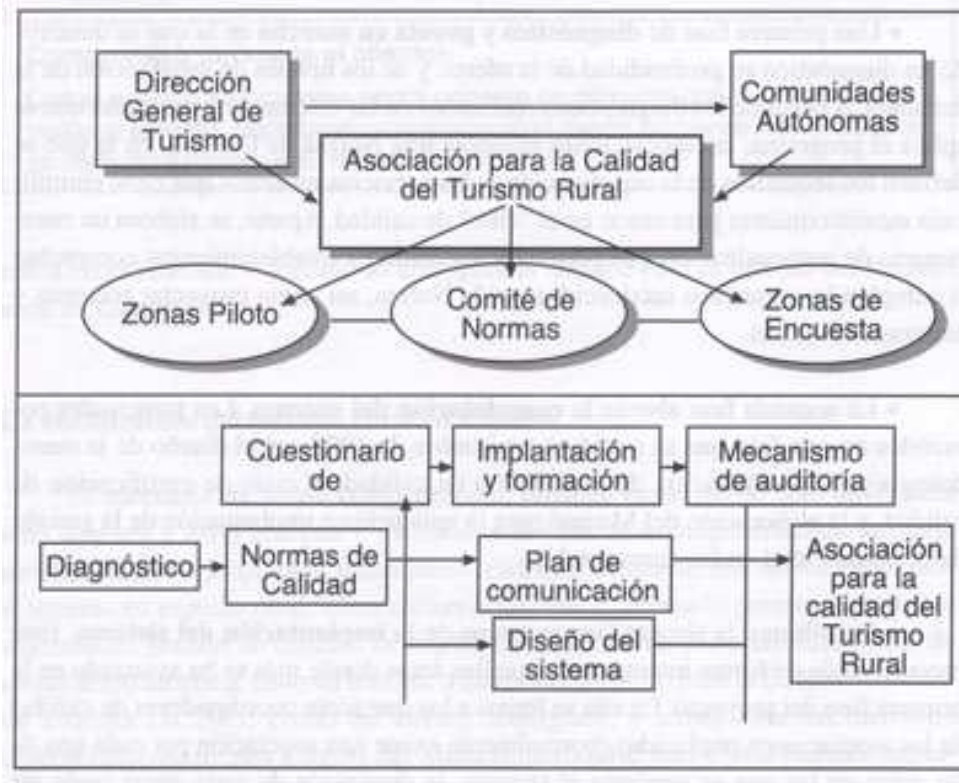 Dirección
General de
Turismo
Comunidades
Autónomas
Asociación para la Calidad
del Turismo Rural
Zonas Piloto
Comité de
Normas
Zonas de
Encuesta
Cuestionario
de
Implantación
y formación
Mecanismo
de auditoría
Diagnóstico
Normas de
Calidad
Plan de
comunicación
Diseño del
sistema
Asociación
para la
calidad del
Turismo
Rural